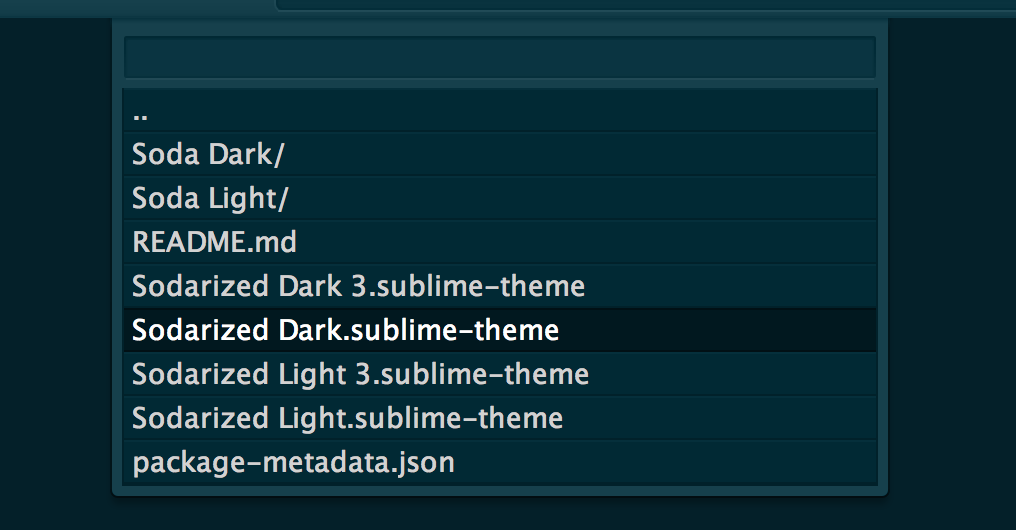 ..
Soda Dark/
Soda Light/
README.md
Sodarized Dark 3.sublime-theme
Sodarized Dark.sublime-theme
Sodarized Light 3.sublime-theme
Sodarized Light.sublime-theme
package-metadata.json